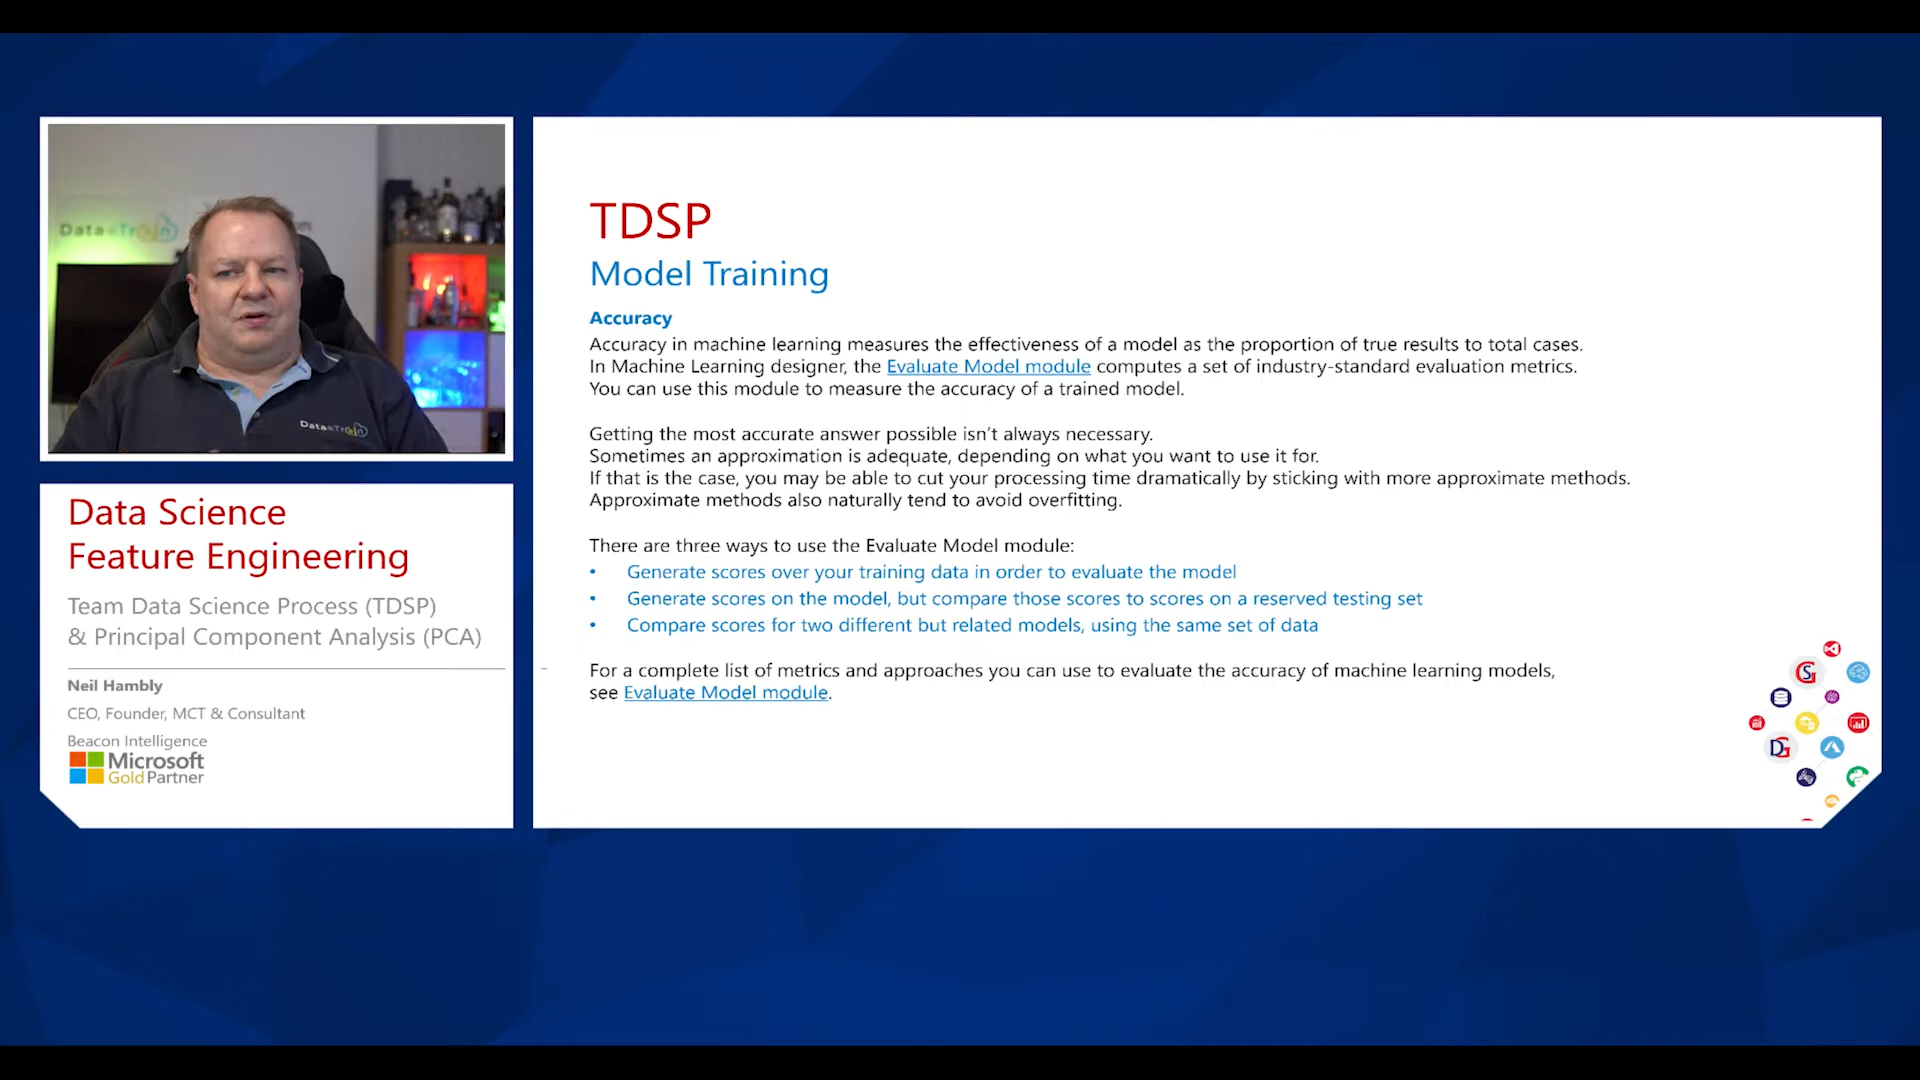 Data
Tr
Data
Data Science
Feature Engineering
Team Data Science Process (TDSP)
& Principal Component Analysis (PCA)
Neil Hambly
CEO, Founder, MCT & Consultant
Beacon Intelligence
Microsoft
Gold Partner
TDSP
Model Training
Accuracy
Accuracy in machine learning measures the effectiveness of a model as the proportion of true results to total cases.
In Machine Learning designer, the Evaluate Model module computes a set of industry-standard evaluation metrics.
You can use this module to measure the accuracy of a trained model.
Getting the most accurate answer possible isn't always necessary.
Sometimes an approximation is adequate, depending on what you want to use it for.
If that is the case, you may be able to cut your processing time dramatically by sticking with more approximate methods.
Approximate methods also naturally tend to avoid overfitting.
There are three ways to use the Evaluate Model module:
• Generate scores over your training data in order to evaluate the model
• Generate scores on the model, but compare those scores to scores on a reserved testing set
• Compare scores for two different but related models, using the same set of data
For a complete list of metrics and approaches you can use to evaluate the accuracy of machine learning models,
see Evaluate Model module.